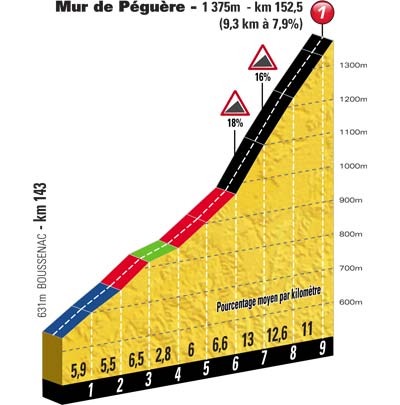 Mur de Péguère - 1 375m - km 152,5
(9,3 km à 7,9%)
1
1300m
16%
1200m
18%
1100m
1000m
900m
800m
700m
600m
631m BOUSSENAC - km 143
Pourcentage moyen par kilomètre
5,9 5,5 6,5 2,8 6 6,6 13 12,6 11
1 2 3 4 5 6 7 8 9